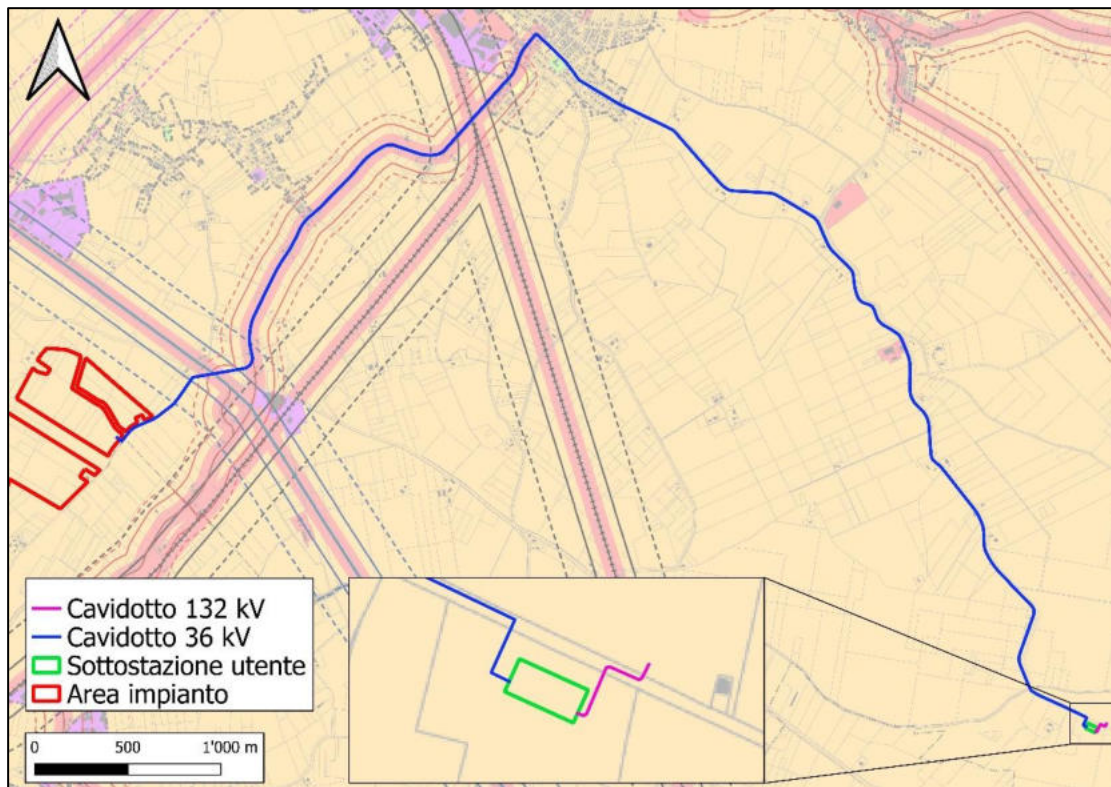 Cavidotto 132 kV
Cavidotto 36 kV
Sottostazione utente
Area impianto
0 500 1'000 m